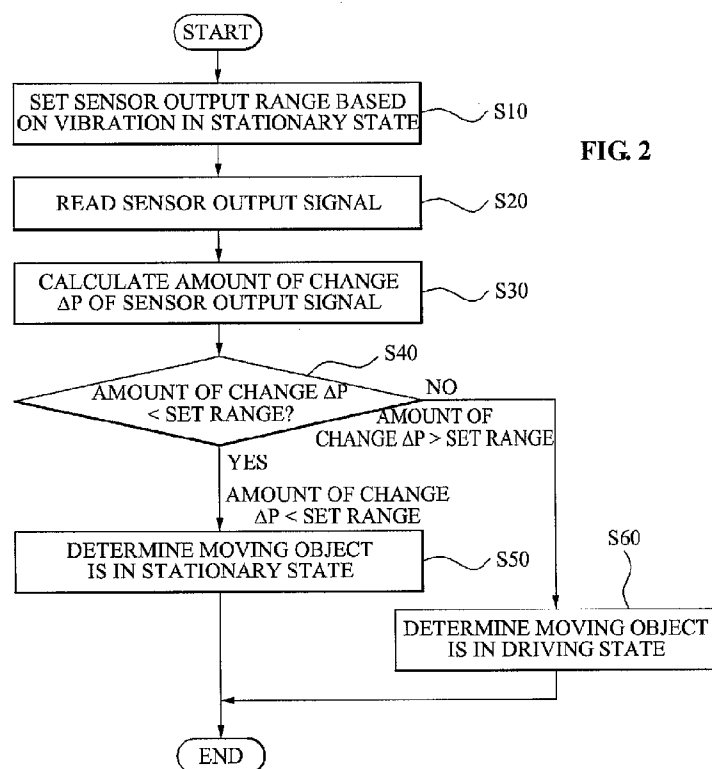 START
SET SENSOR OUTPUT RANGE BASED
ON VIBRATION IN STATIONARY STATE
S10
FIG. 2
READ SENSOR OUTPUT SIGNAL
S20
CALCULATE AMOUNT OF CHANGE
ΔP OF SENSOR OUTPUT SIGNAL
S30
S40
AMOUNT OF CHANGE ΔP
< SET RANGE?
NO
AMOUNT OF
CHANGE ΔP > SET RANGE
YES
AMOUNT OF CHANGE
ΔP < SET RANGE
DETERMINE MOVING OBJECT
IS IN STATIONARY STATE
S50
S60
DETERMINE MOVING OBJECT
IS IN DRIVING STATE
END